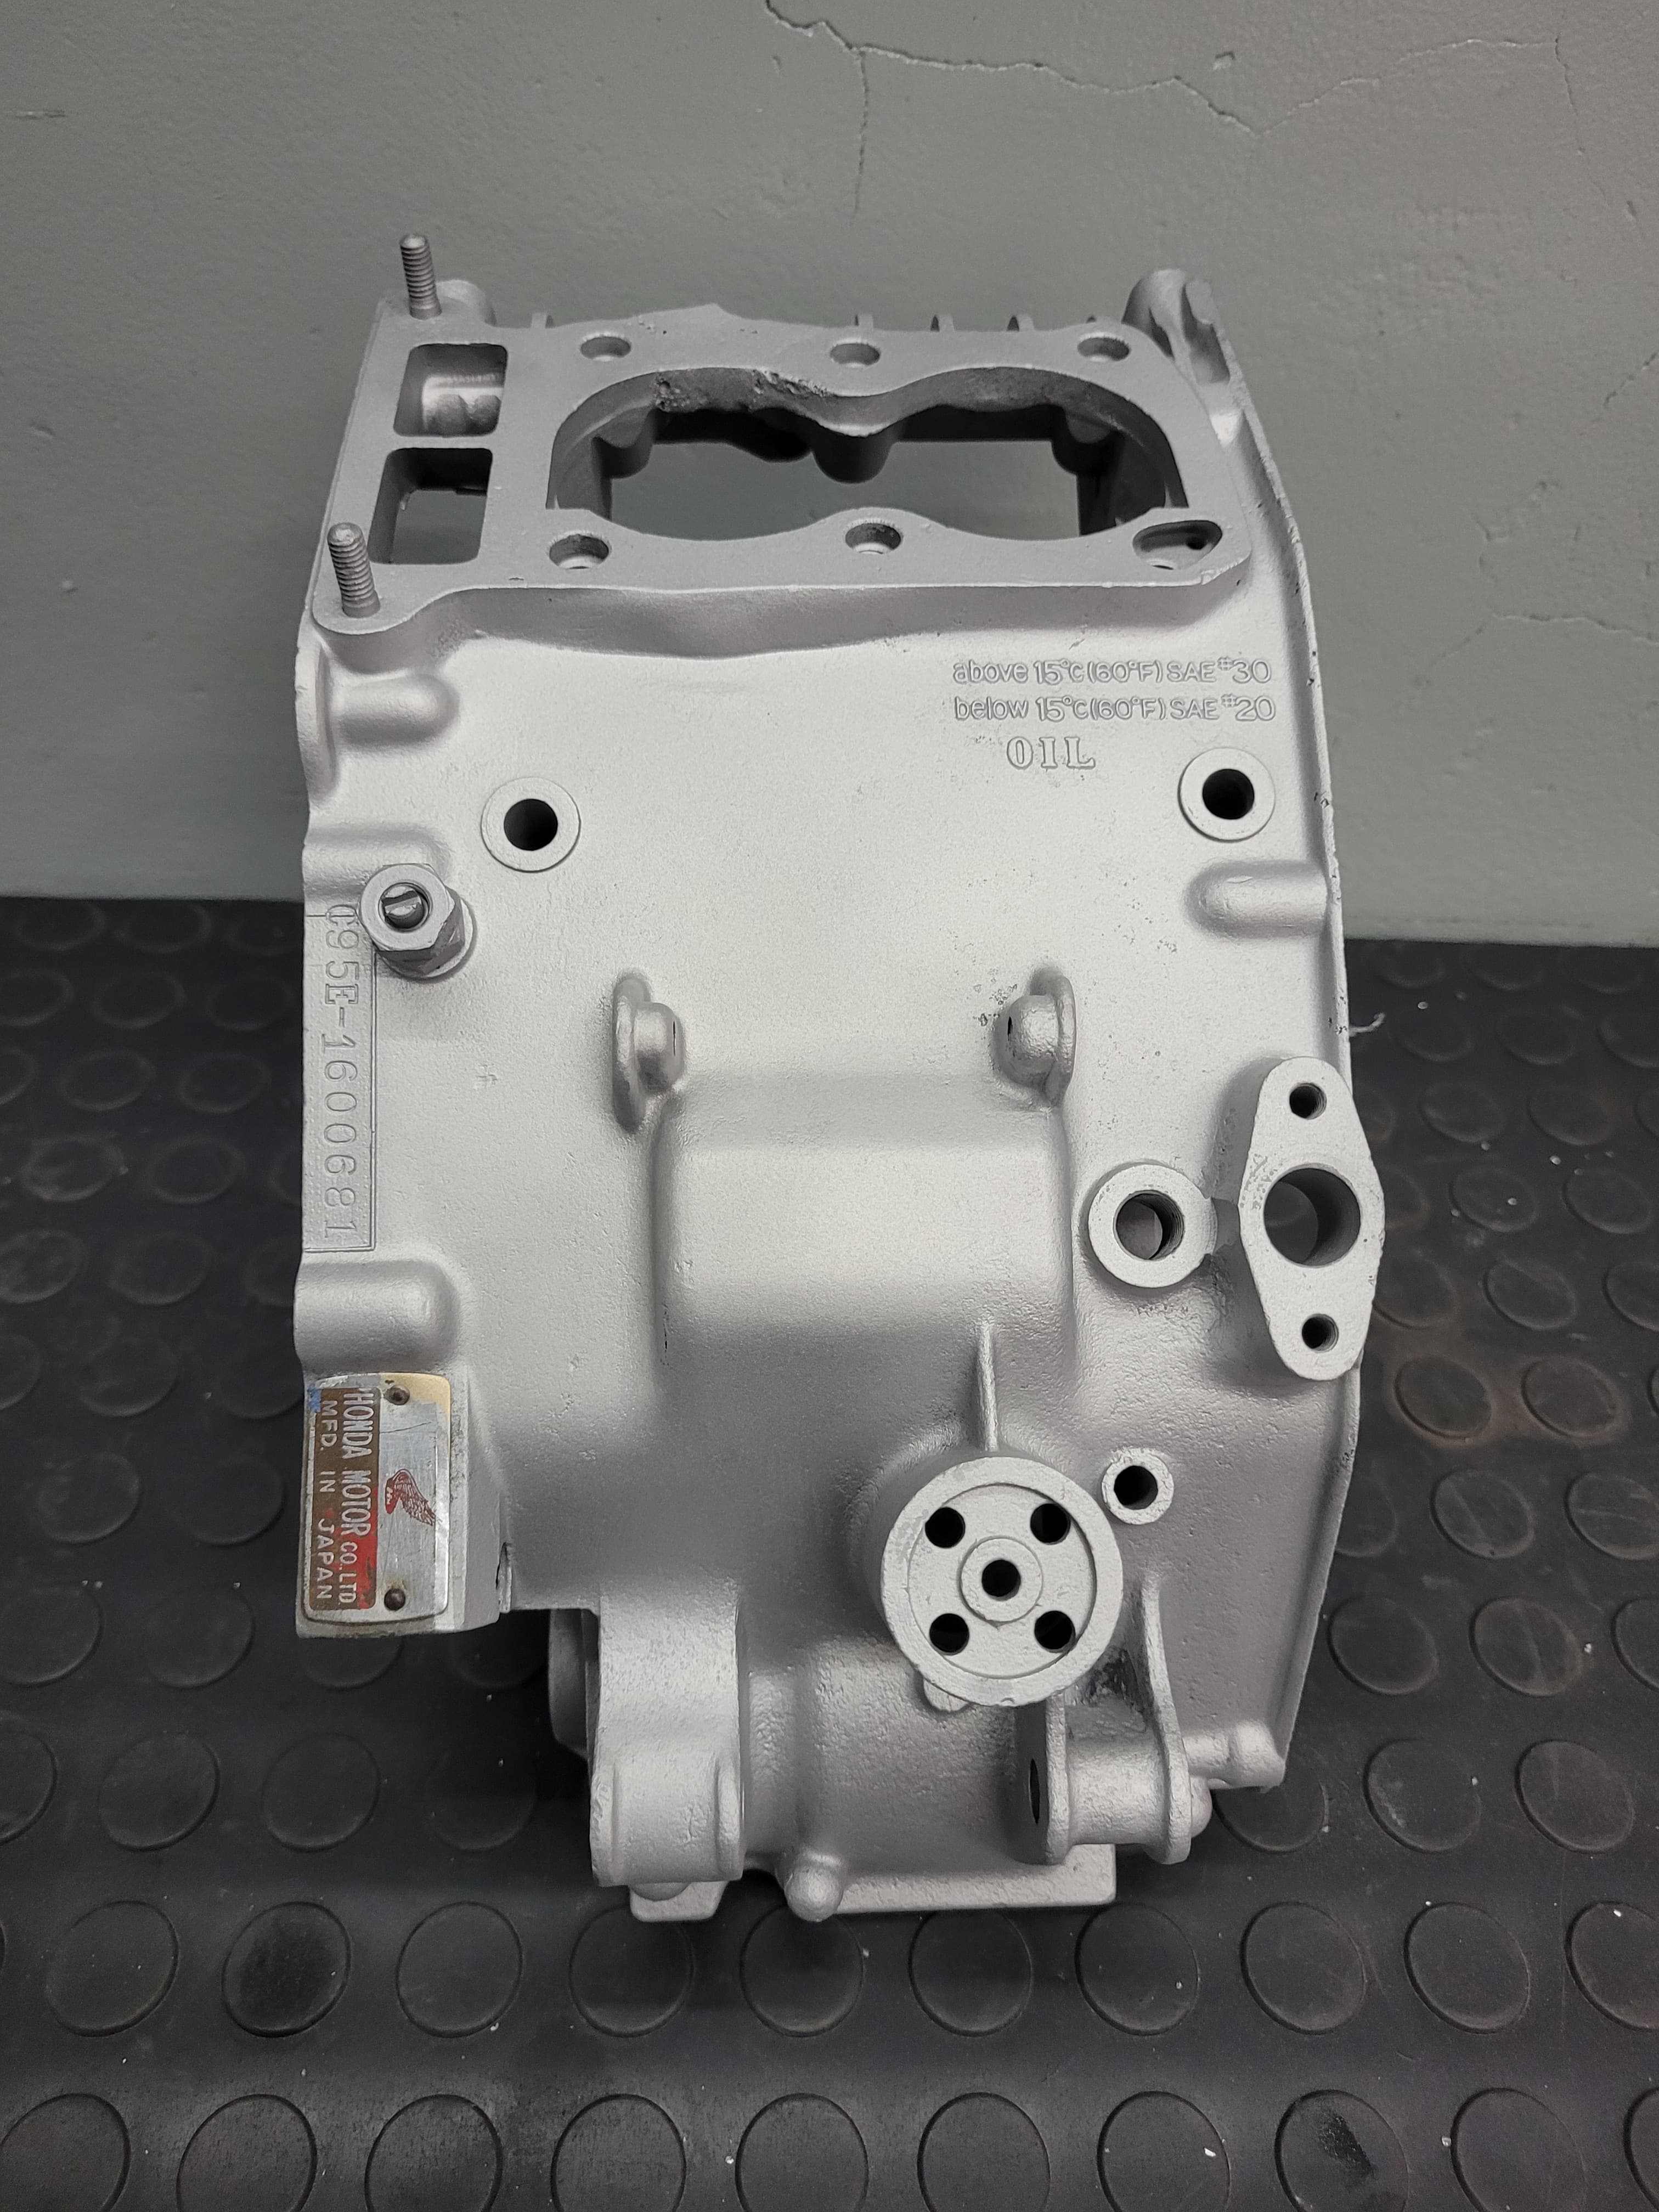 above 15°C(60°F)SAE#30
below 15°C(60°F)SAE#20
OIL
C95E-1600681
HONDA MOTOR CO.LTD.
MFD. IN JAPAN